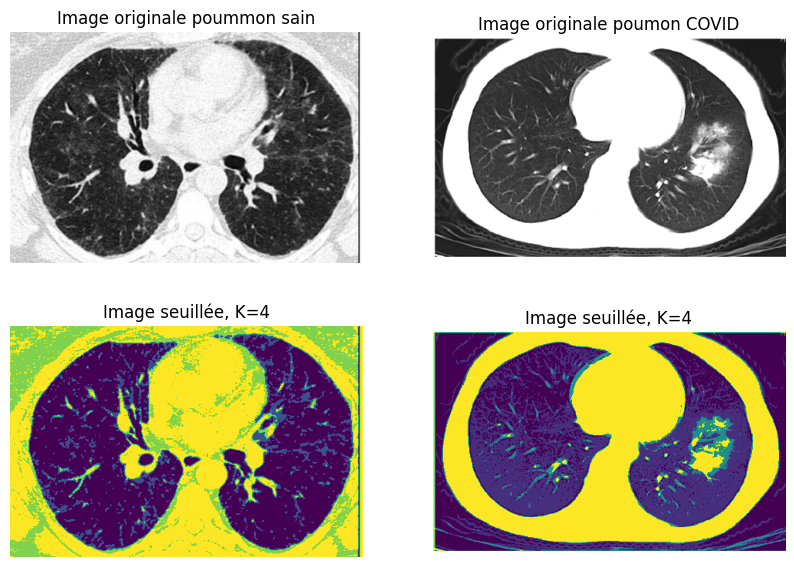 Image originale poummon sain
Image originale poumon COVID
Image seuillée, K=4
Image seuillée, K=4